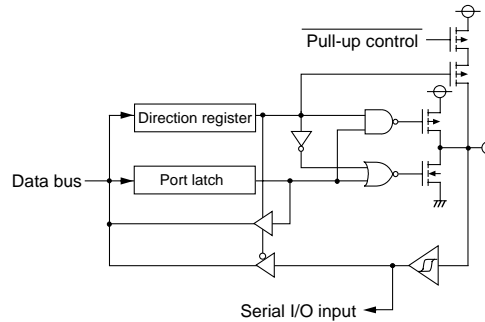 Pull-up control
Direction register
Data bus
Port latch
Serial I/O input